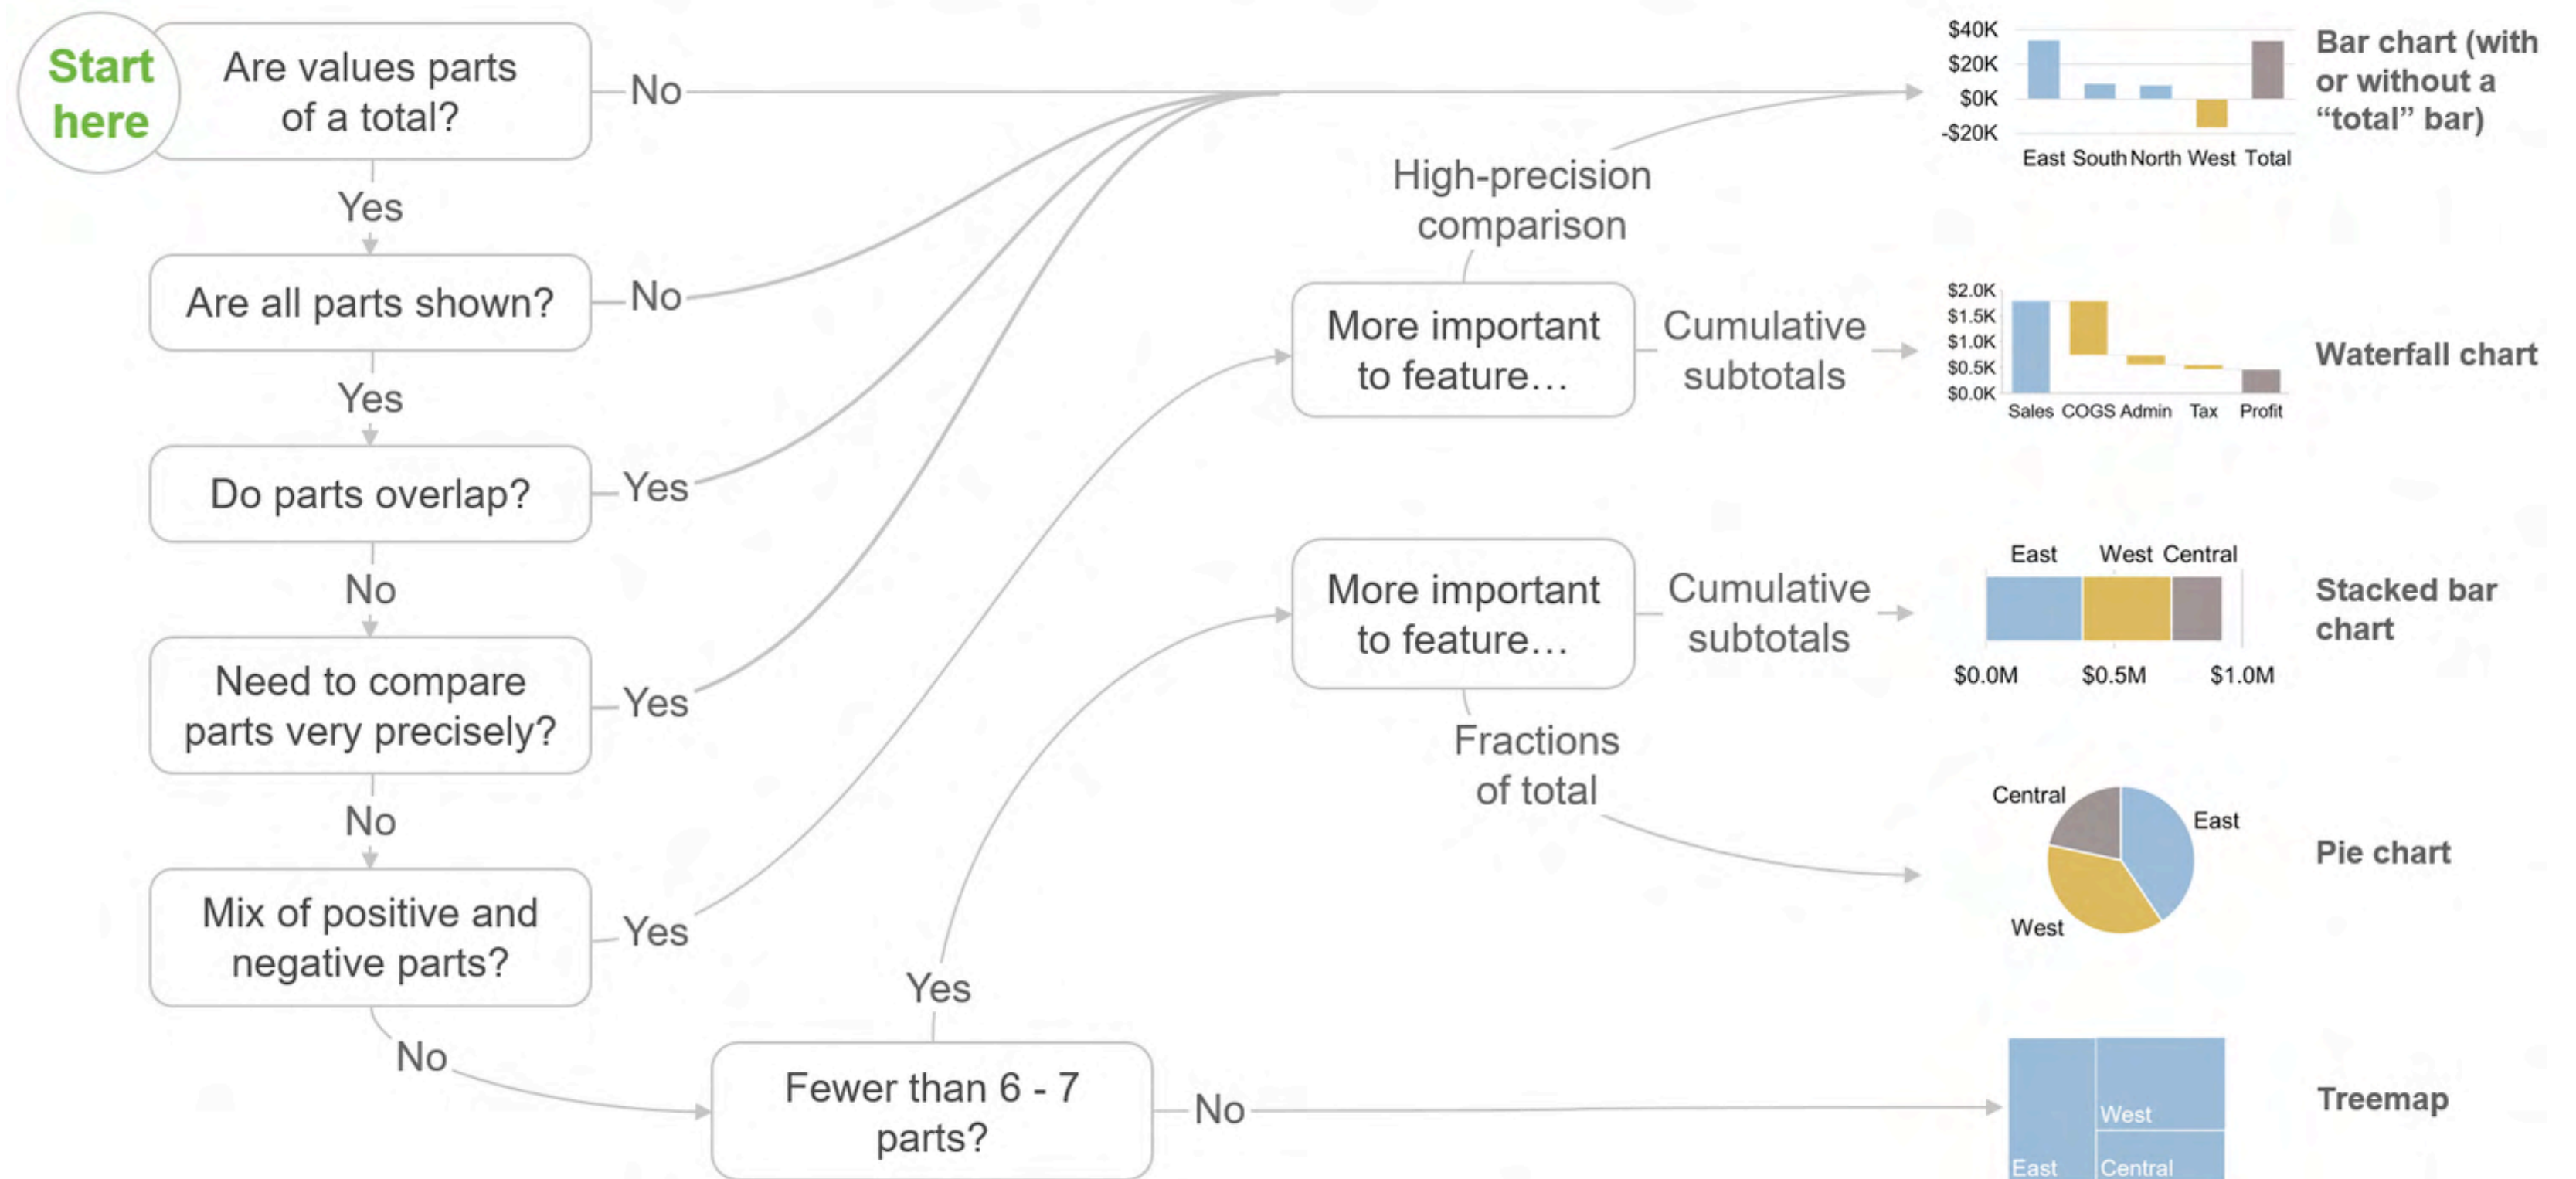 Start
here
Are values parts
of a total?
No
Yes
Are all parts shown?
No
Yes
Do parts overlap?
Yes
No
Need to compare
parts very precisely?
Yes
No
Mix of positive and
negative parts?
Yes
No
Fewer than 6 - 7
parts?
Yes
No
More important
to feature…
High-precision
comparison
Cumulative
subtotals
More important
to feature…
Cumulative
subtotals
Fractions
of total
$40K
$20K
$0K
-$20K
East South North West Total
Bar chart (with
or without a
“total” bar)
$2.0K
$1.5K
$1.0K
$0.5K
$0.0K
Sales COGS Admin Tax Profit
Waterfall chart
East West Central
$0.0M $0.5M $1.0M
Stacked bar
chart
Central
East
West
Pie chart
West
East
Central
Treemap